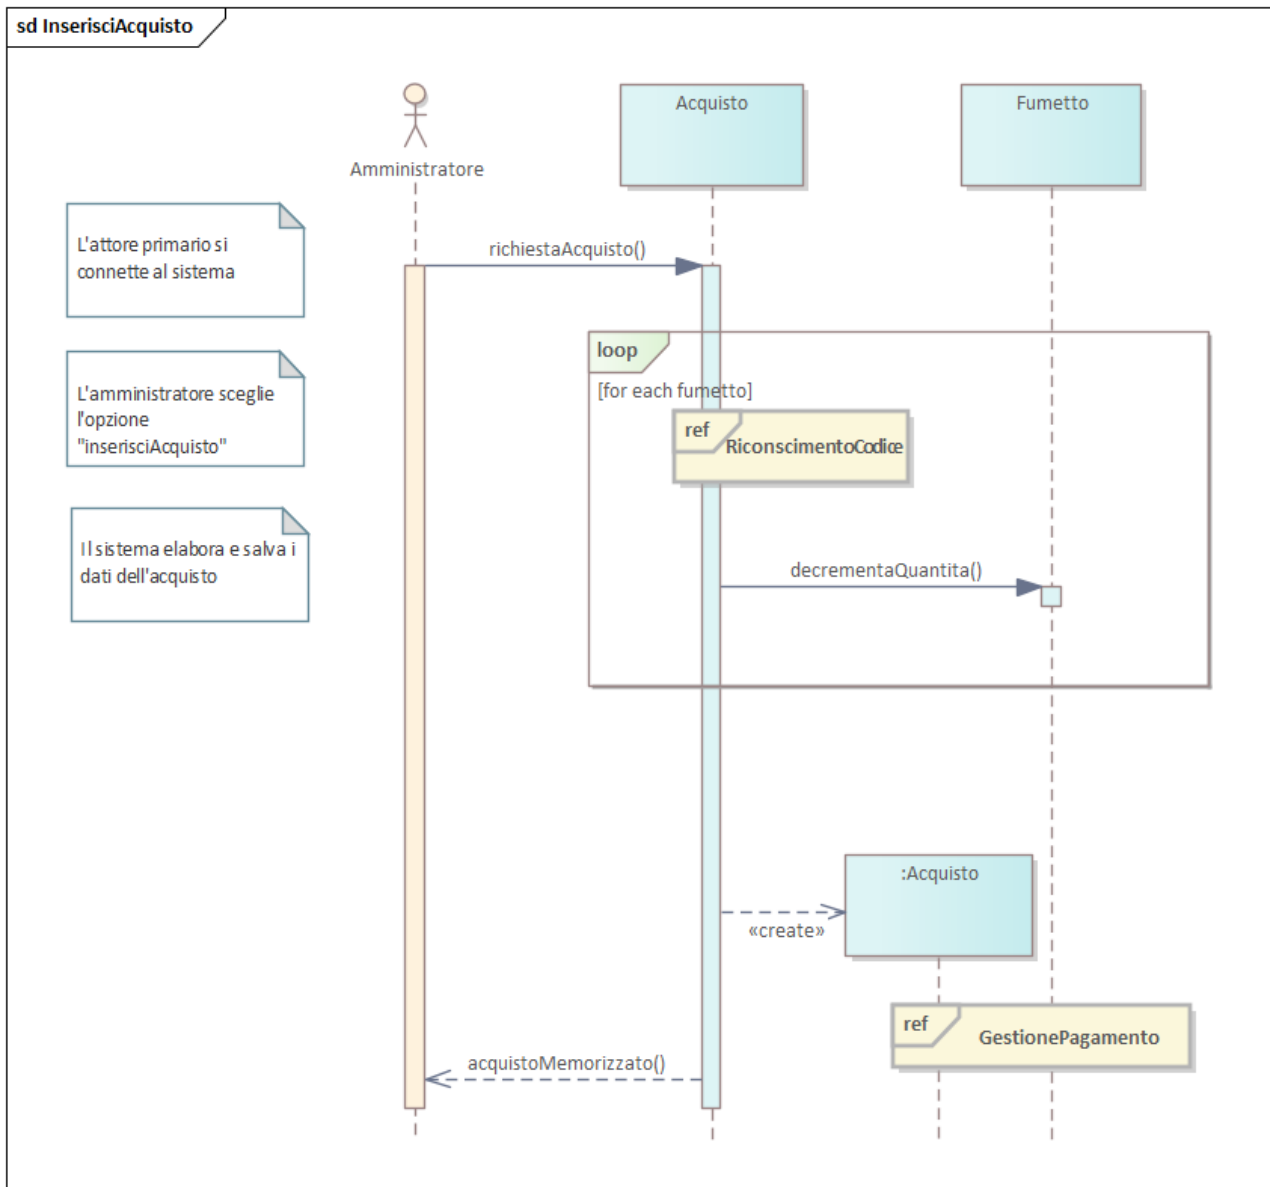 sd InserisciAcquisto
Amministratore
Acquisto
Fumetto
L'attore primario si
connette al sistema
richiestaAcquisto()
loop
[for each fumetto]
L'amministratore sceglie
l'opzione
"inserisciAcquisto"
ref
RiconscimentoCodice
Il sistema elabora e salva i
dati dell'acquisto
decrementaQuantita()
:Acquisto
«create»
ref
GestionePagamento
acquistoMemorizzato()